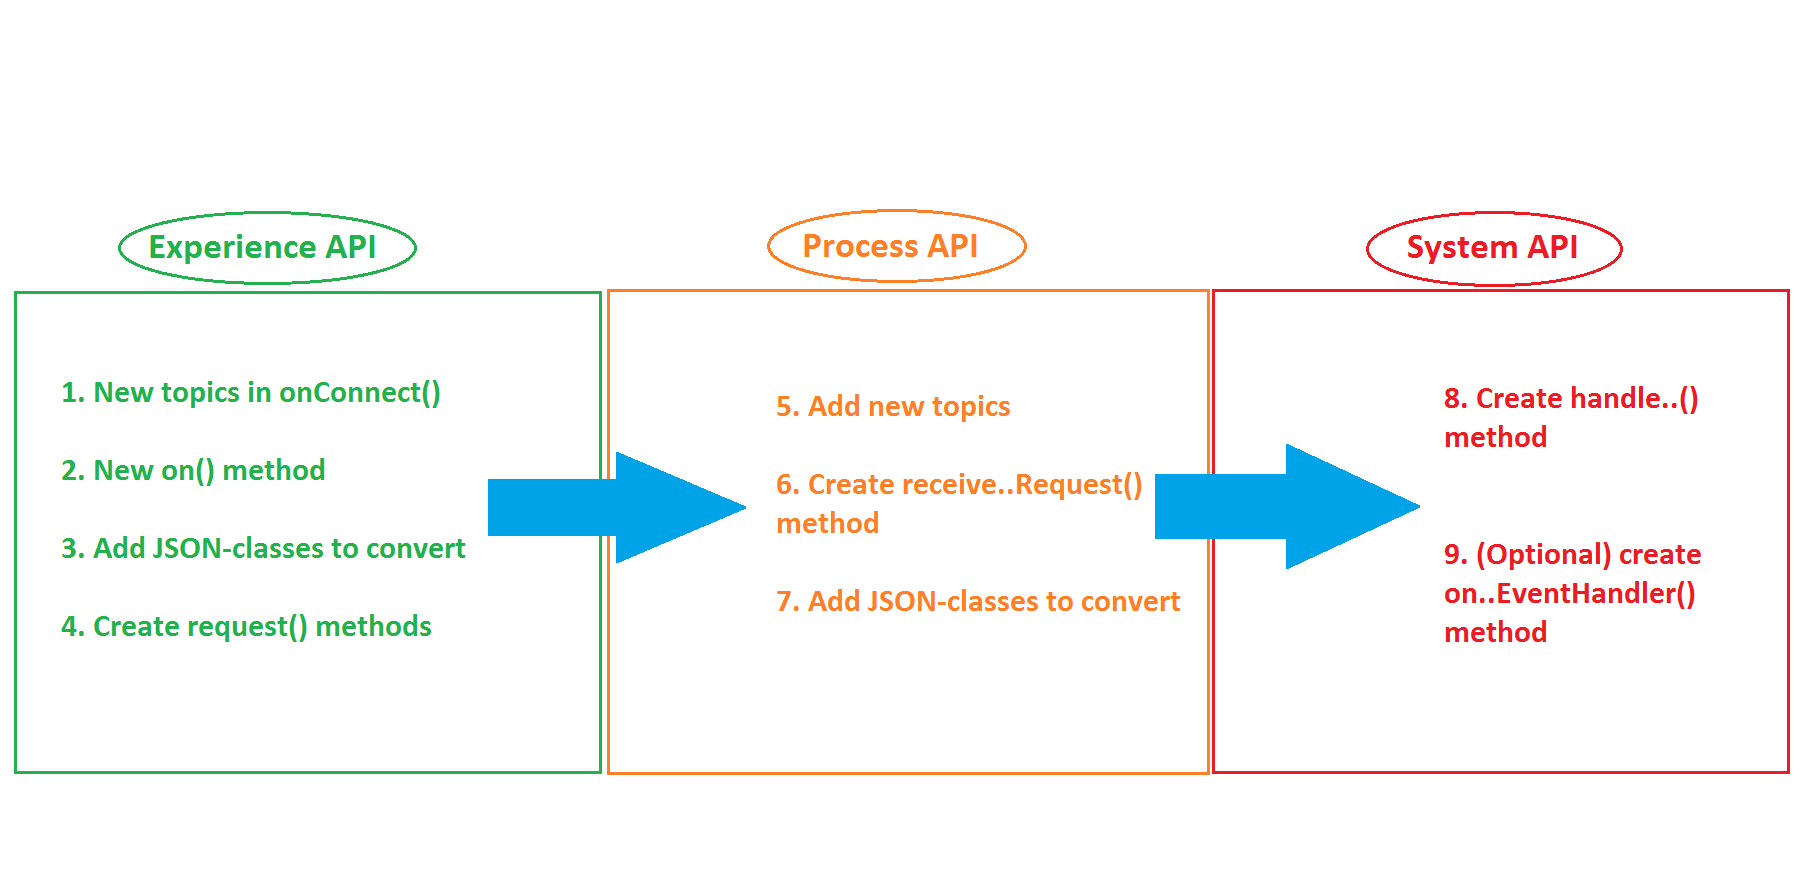 Experience API
1. New topics in onConnect()
2. New on() method
3. Add JSON-classes to convert
4. Create request() methods
Process API
5. Add new topics
6. Create receive..Request()
method
7. Add JSON-classes to convert
System API
8. Create handle..()
method
9. (Optional) create
on..EventHandler()
method